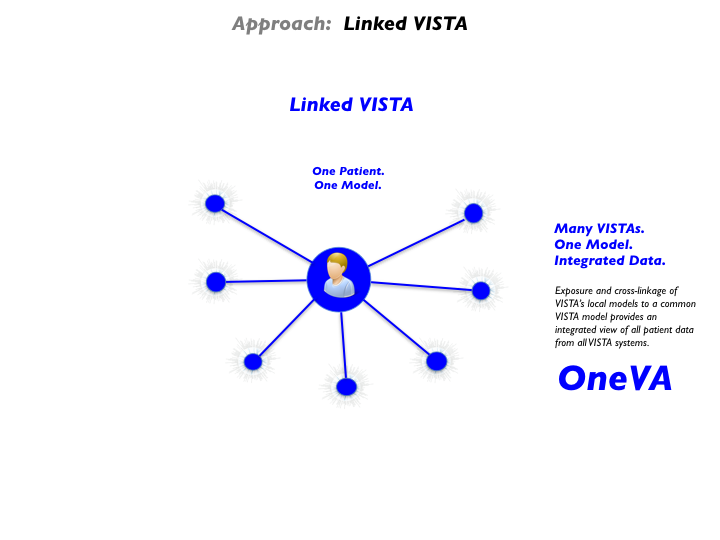 Approach: Linked VISTA
Linked VISTA
One Patient.
One Model.
Many VISTAs.
One Model.
Integrated Data.
Exposure and cross-linkage of
VISTA's local models to a common
VISTA model provides an
integrated view of all patient data
from all VISTA systems.
OneVA